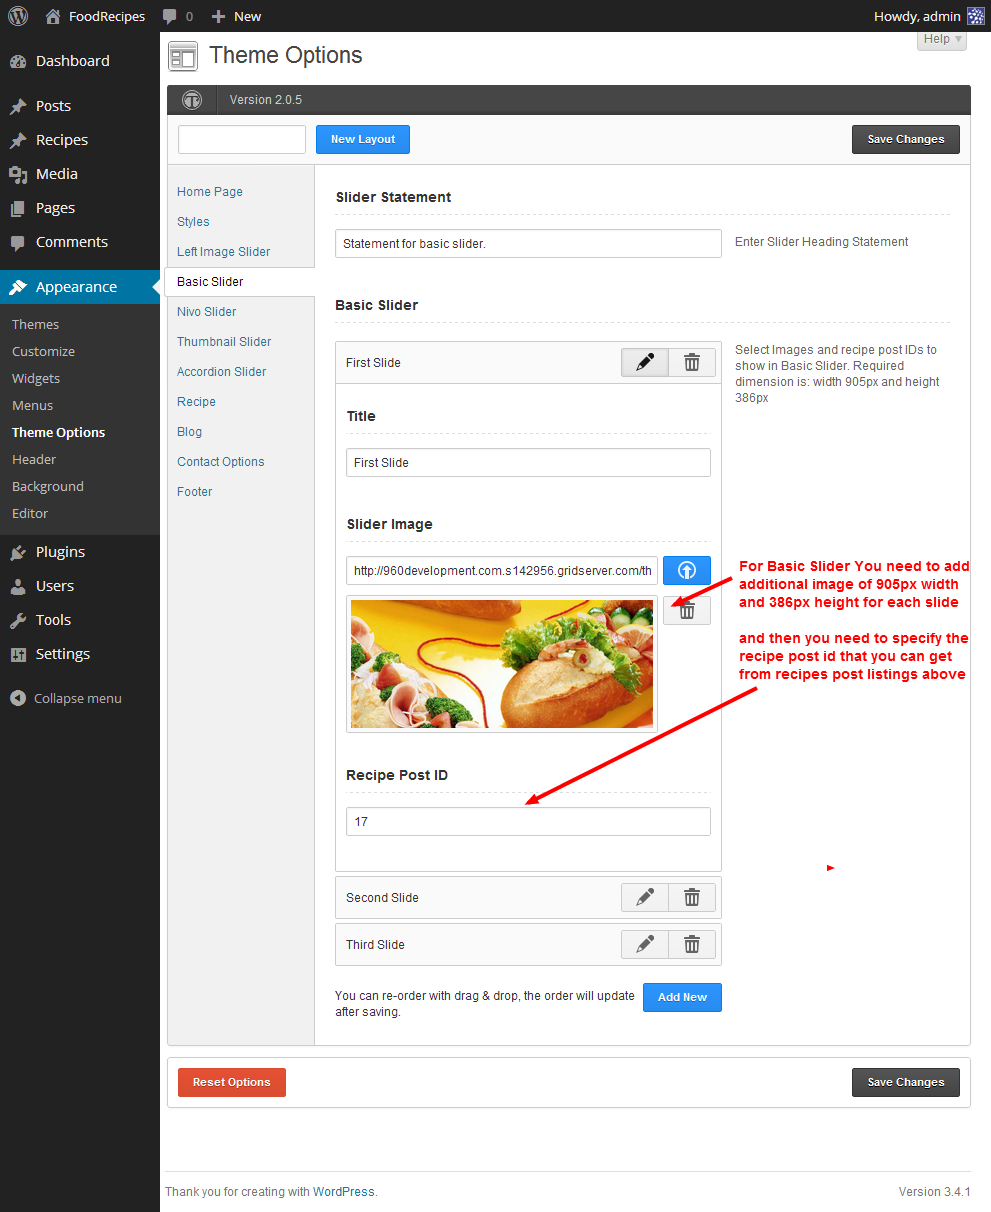 FoodRecipes 0 New Howdy, admin
Help
Theme Options
Version 2.0.5
New Layout Save Changes
Dashboard
Posts
Recipes
Media
Pages
Comments
Appearance
Themes
Customize
Widgets
Menus
Theme Options
Header
Background
Editor
Plugins
Users
Tools
Settings
Collapse menu
Home Page
Styles
Left Image Slider
Basic Slider
Nivo Slider
Thumbnail Slider
Accordion Slider
Recipe
Blog
Contact Options
Footer
Slider Statement
Statement for basic slider.
Enter Slider Heading Statement
Basic Slider
First Slide
Select Images and recipe post IDs to
show in Basic Slider. Required
dimension is: width 905px and height
386px
Title
First Slide
Slider Image
http://960development.com.s142956.gridserver.com/th
For Basic Slider You need to add
additional image of 905px width
and 386px height for each slide
and then you need to specify the
recipe post id that you can get
from recipes post listings above
Recipe Post ID
17
Second Slide
Third Slide
You can re-order with drag & drop, the order will update
after saving.
Add New
Reset Options Save Changes
Thank you for creating with WordPress. Version 3.4.1